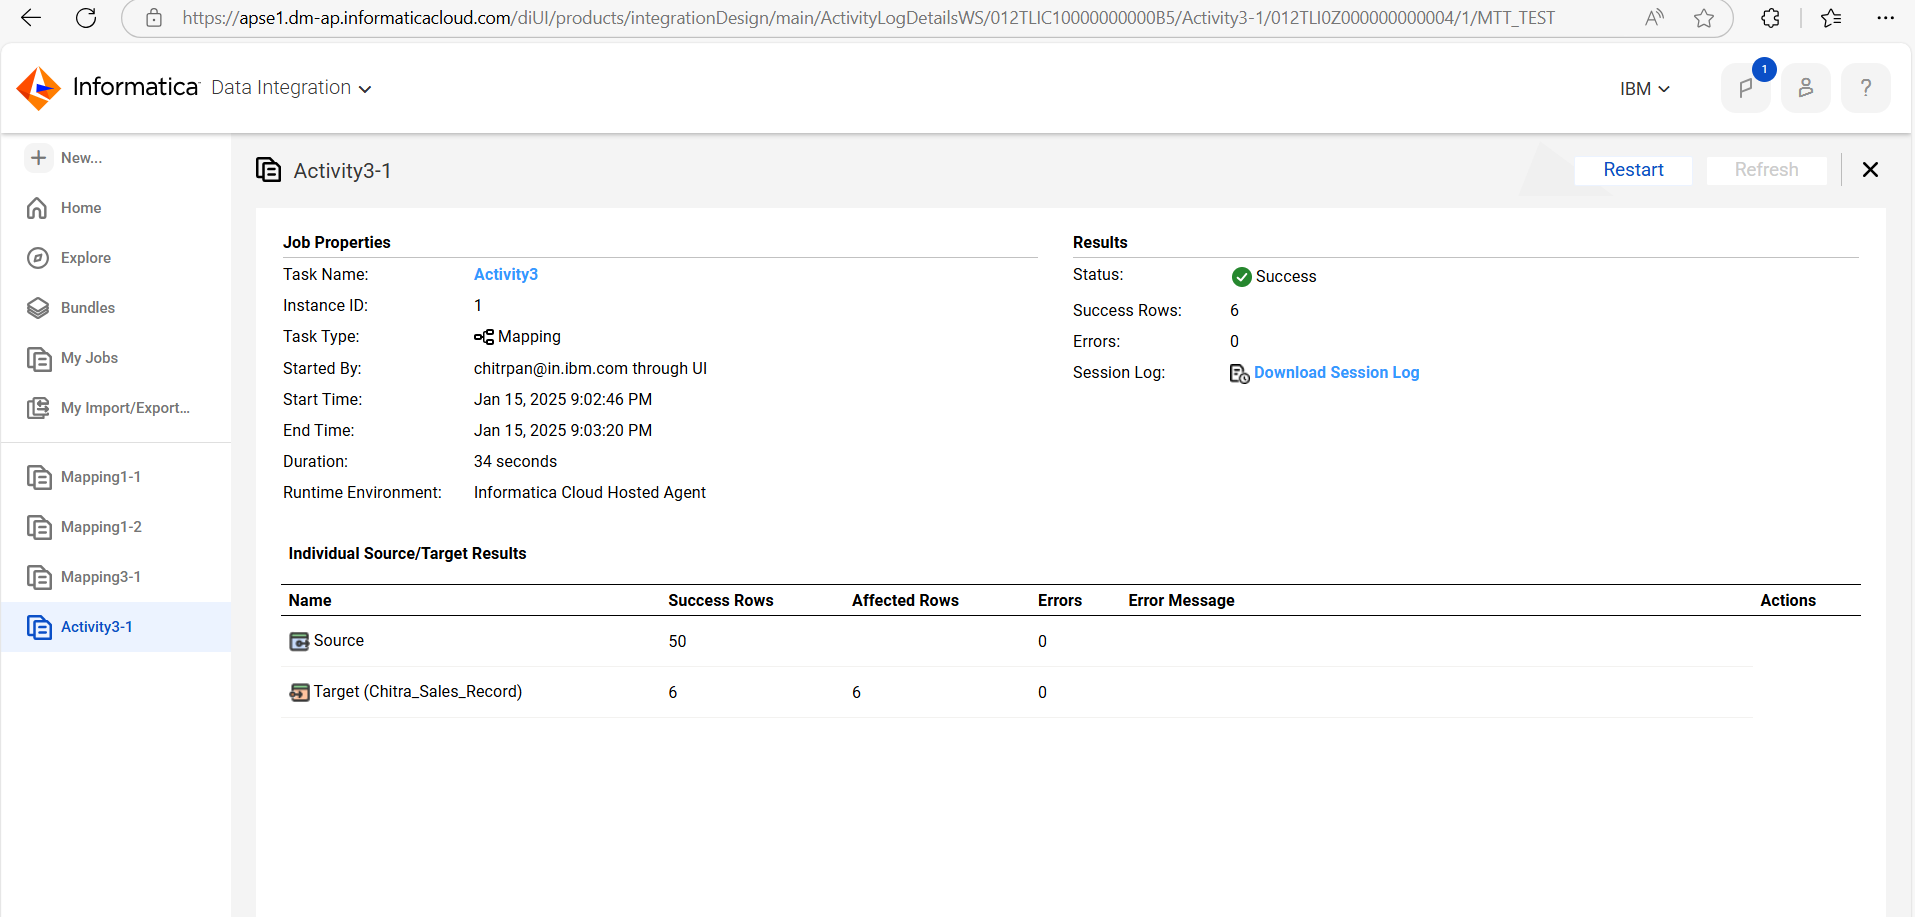 https://apse1.dm-ap.informaticacloud.com/diUI/products/integrationDesign/main/ActivityLogDetailsWS/012TLIC10000000000B5/Activity3-1/012TLI0Z000000000004/1/MTT_TEST
Informatica Data Integration
IBM
1
?
New...
Home
Explore
Bundles
My Jobs
My Import/Export...
Mapping1-1
Mapping1-2
Mapping3-1
Activity3-1
Activity3-1
Restart
Refresh
Job Properties
Task Name: Activity3
Instance ID: 1
Task Type: Mapping
Started By: chitrpan@in.ibm.com through UI
Start Time: Jan 15, 2025 9:02:46 PM
End Time: Jan 15, 2025 9:03:20 PM
Duration: 34 seconds
Runtime Environment: Informatica Cloud Hosted Agent
Results
Status: Success
Success Rows: 6
Errors: 0
Session Log: Download Session Log
Individual Source/Target Results
Name Success Rows Affected Rows Errors Error Message Actions
Source 50 0
Target (Chitra_Sales_Record) 6 6 0